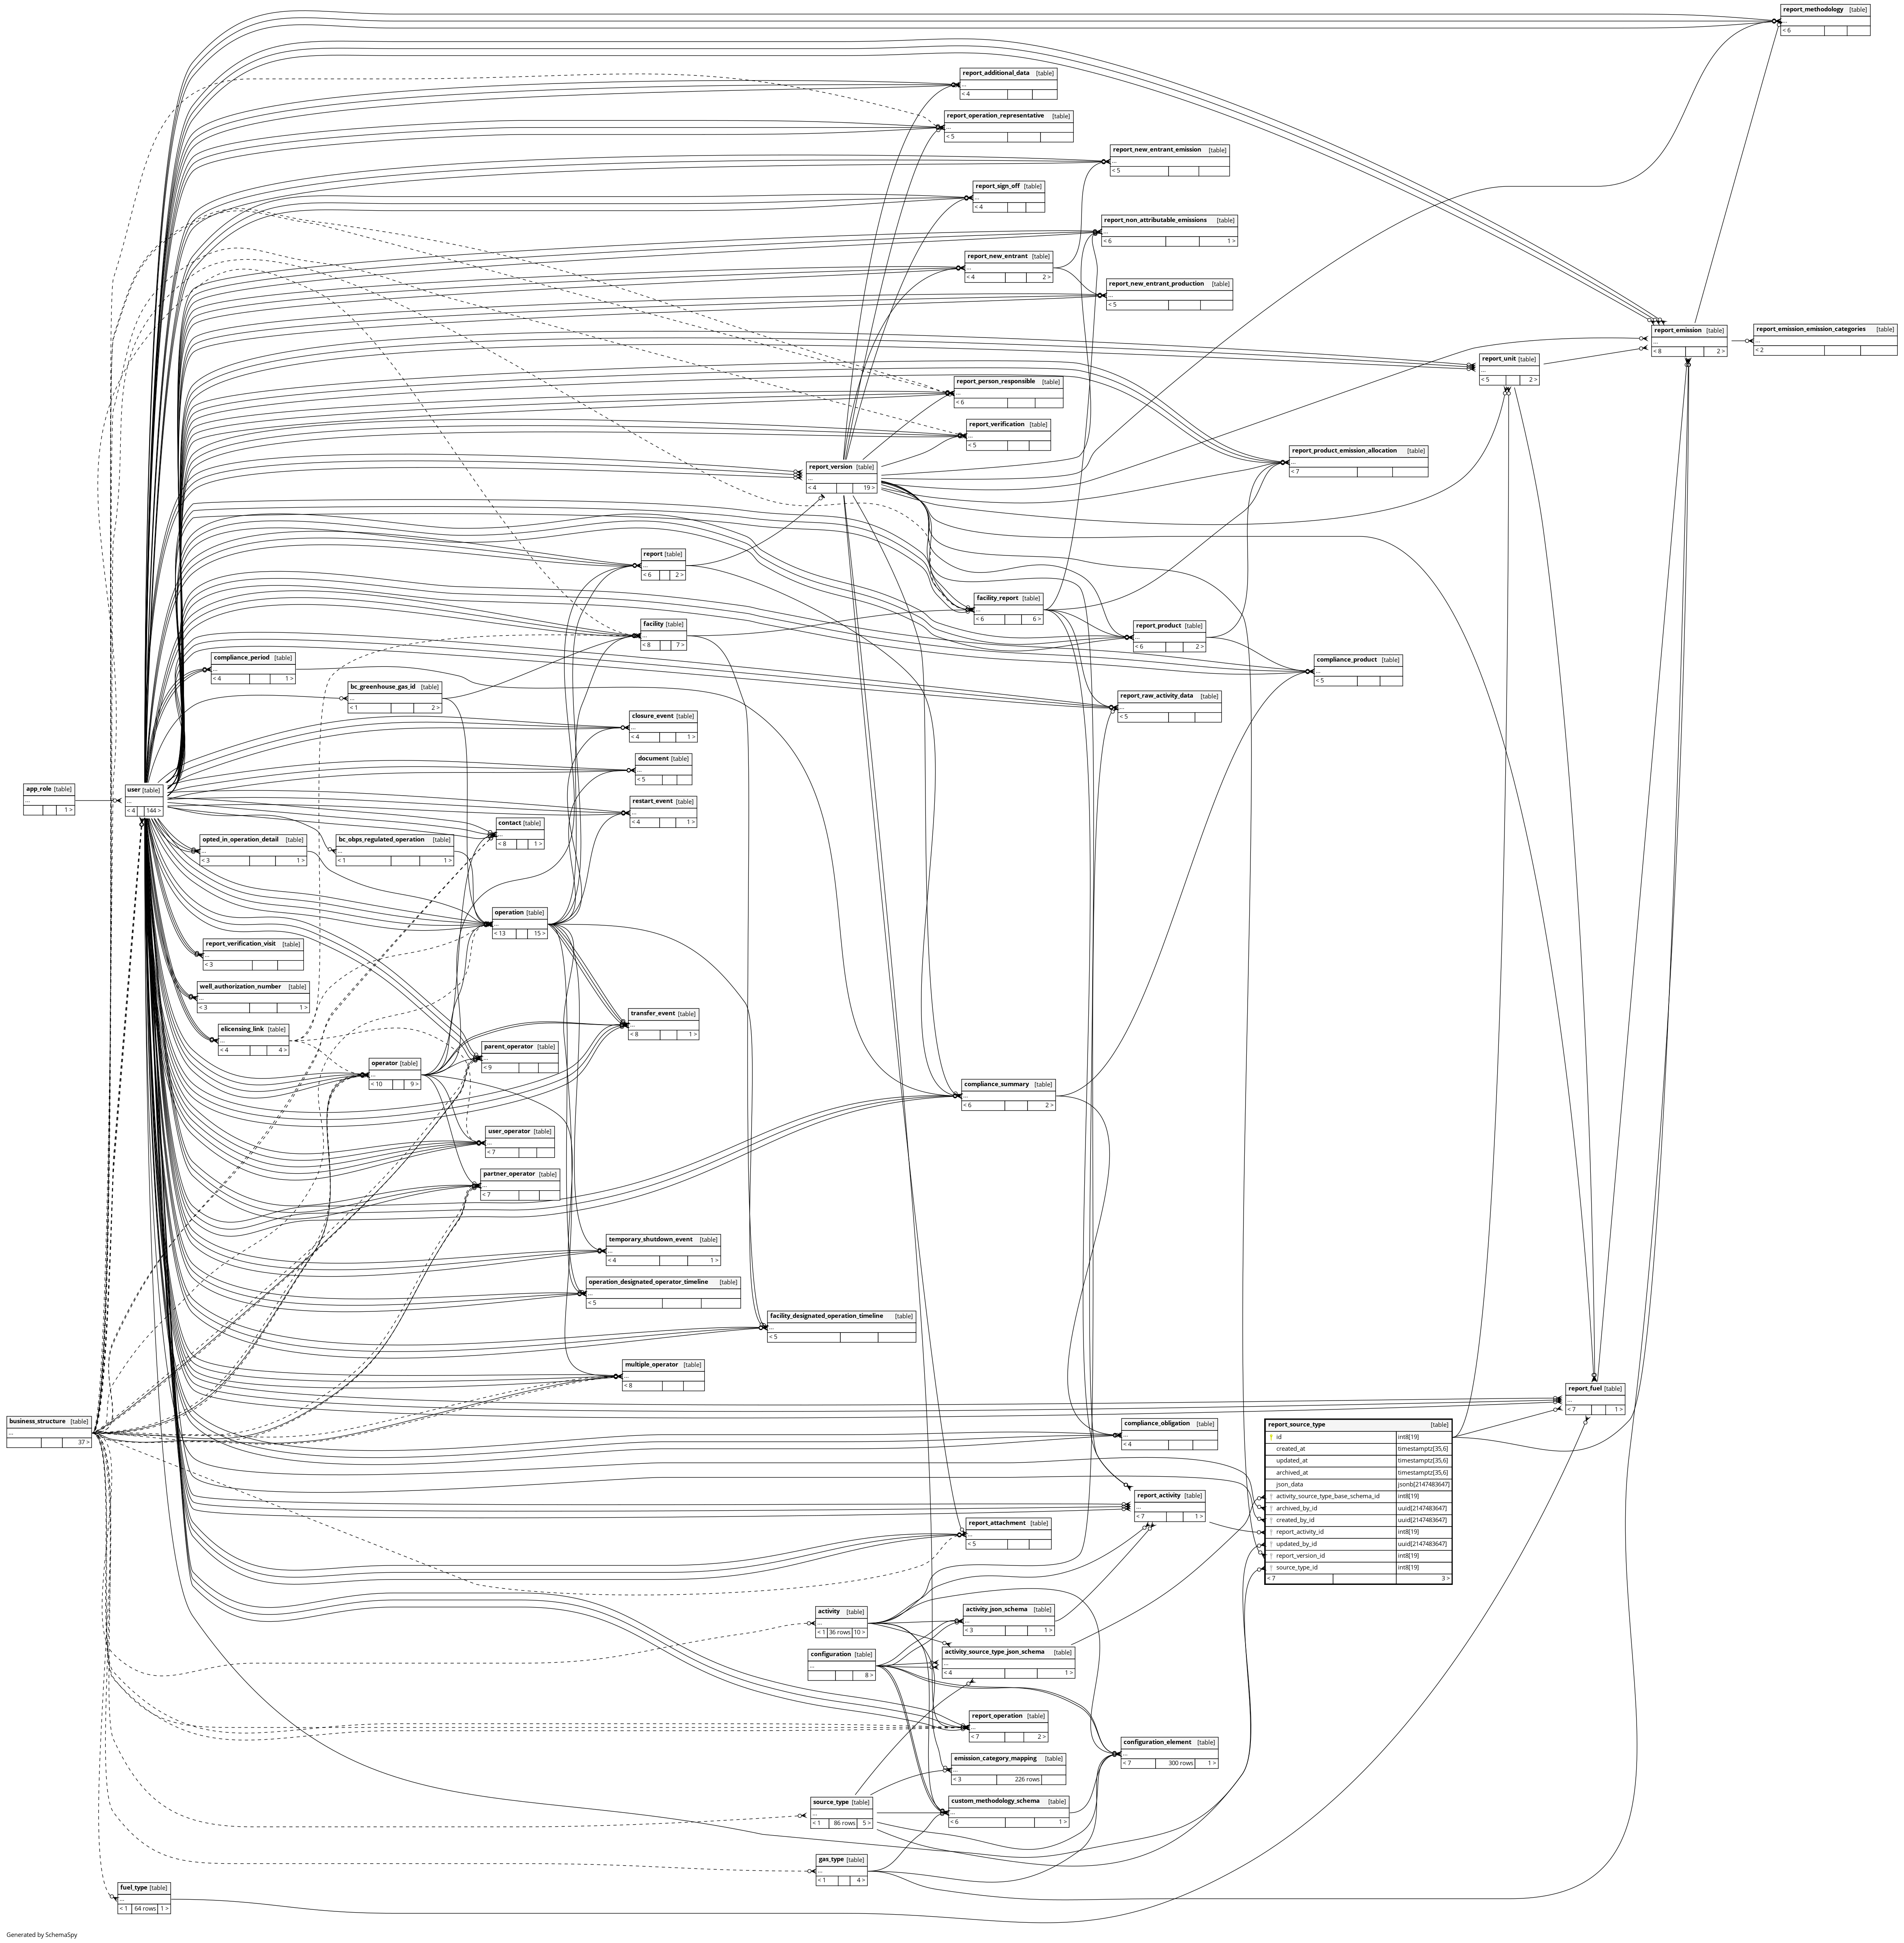 report_methodology [table]
...
< 6
report_additional_data [table]
...
< 4
report_operation_representative [table]
...
< 5
report_new_entrant_emission [table]
...
< 5
report_sign_off [table]
...
< 4
report_non_attributable_emissions [table]
...
< 6 1 >
report_new_entrant [table]
...
< 4 2 >
report_new_entrant_production [table]
...
< 5
report_emission [table]
...
< 8 2 >
report_emission_emission_categories [table]
...
< 2
report_unit [table]
...
< 5 2 >
report_person_responsible [table]
...
< 6
report_verification [table]
...
< 5
report_product_emission_allocation [table]
...
< 7
report_version [table]
...
< 4 19 >
report [table]
...
< 6 2 >
facility_report [table]
...
< 6 6 >
facility [table]
...
< 8 7 >
report_product [table]
...
< 6 2 >
compliance_period [table]
...
< 4 1 >
compliance_product [table]
...
< 5
bc_greenhouse_gas_id [table]
...
< 1 2 >
report_raw_activity_data [table]
...
< 5
closure_event [table]
...
< 4 1 >
document [table]
...
< 5
app_role [table]
...
1 >
user [table]
...
< 4 144 >
restart_event [table]
...
< 4 1 >
contact [table]
...
< 8 1 >
opted_in_operation_detail [table]
...
< 3 1 >
bc_obps_regulated_operation [table]
...
< 1 1 >
operation [table]
...
< 13 15 >
report_verification_visit [table]
...
< 3
well_authorization_number [table]
...
< 3 1 >
transfer_event [table]
...
< 8 1 >
elicensing_link [table]
...
< 4 4 >
parent_operator [table]
...
< 9
operator [table]
...
< 10 9 >
compliance_summary [table]
...
< 6 2 >
user_operator [table]
...
< 7
partner_operator [table]
...
< 7
temporary_shutdown_event [table]
...
< 4 1 >
operation_designated_operator_timeline [table]
...
< 5
facility_designated_operation_timeline [table]
...
< 5
multiple_operator [table]
...
< 8
report_fuel [table]
...
< 7 1 >
business_structure [table]
...
37 >
compliance_obligation [table]
...
< 4
report_source_type [table]
id int8[19]
created_at timestamptz[35,6]
updated_at timestamptz[35,6]
archived_at timestamptz[35,6]
json_data jsonb[2147483647]
activity_source_type_base_schema_id int8[19]
archived_by_id uuid[2147483647]
created_by_id uuid[2147483647]
report_activity_id int8[19]
updated_by_id uuid[2147483647]
report_version_id int8[19]
source_type_id int8[19]
< 7 3 >
report_activity [table]
...
< 7 1 >
report_attachment [table]
...
< 5
activity [table]
...
< 1 36 rows 10 >
activity_json_schema [table]
...
< 3 1 >
configuration [table]
...
8 >
activity_source_type_json_schema [table]
...
< 4 1 >
report_operation [table]
...
< 7 2 >
configuration_element [table]
...
< 7 300 rows 1 >
emission_category_mapping [table]
...
< 3 226 rows
source_type [table]
...
< 1 86 rows 5 >
custom_methodology_schema [table]
...
< 6 1 >
gas_type [table]
...
< 1 4 >
fuel_type [table]
...
< 1 64 rows 1 >
Generated by SchemaSpy